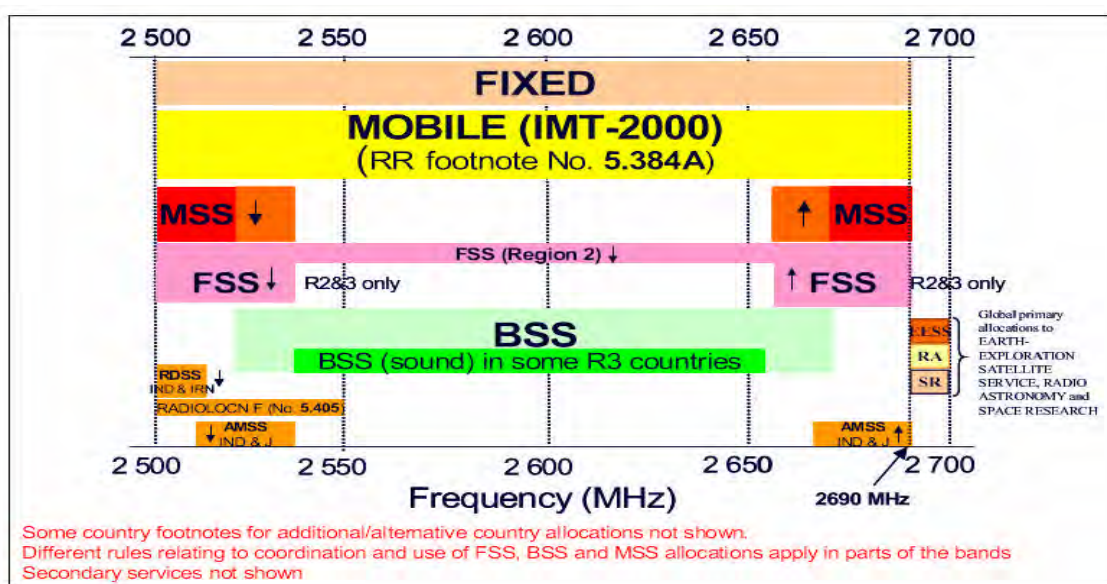 2 500 2 550 2 600 2 650 2 700
FIXED
MOBILE (IMT-2000)
(RR footnote No. 5.384A)
MSS ↓ ↑ MSS
FSS (Region 2) ↓
FSS ↓ R2&3 only ↑ FSS R2&3 only
BSS
BSS (sound) in some R3 countries
RDSS ↓
IND & IRN
RADIOLOCN F (No. 5.405)
AMSS
↓ IND & J
AMSS
IND & J ↑
EESS
RA
SR
Global primary
allocations to
EARTH-
EXPLORATION
SATELLITE
SERVICE, RADIO
ASTRONOMY and
SPACE RESEARCH
2 500 2 550 2 600 2 650 2 700
Frequency (MHz)
2690 MHz
Some country footnotes for additional/alternative country allocations not shown.
Different rules relating to coordination and use of FSS, BSS and MSS allocations apply in parts of the bands
Secondary services not shown